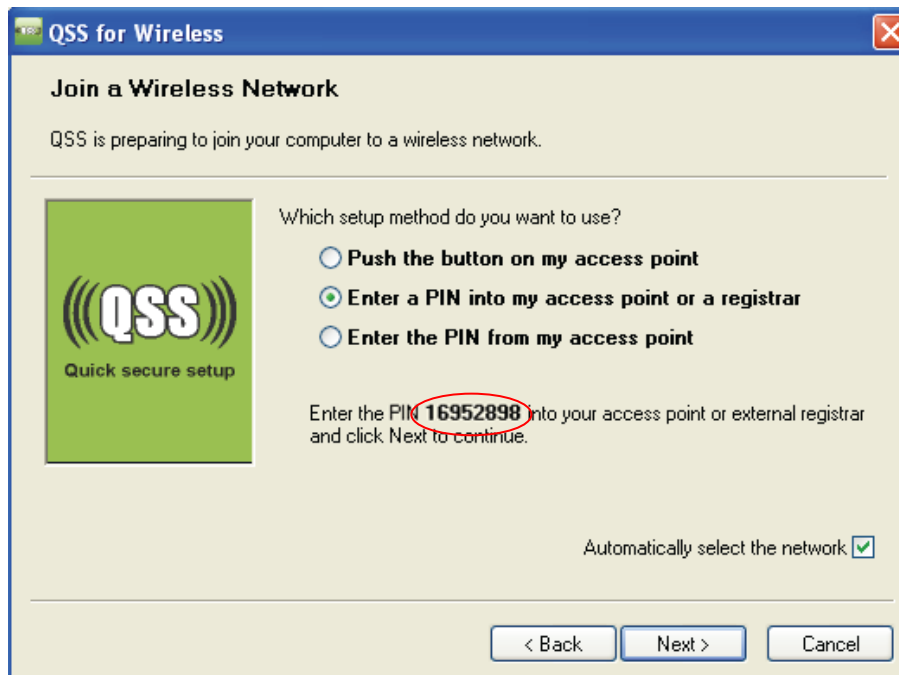 QSS for Wireless
Join a Wireless Network
QSS is preparing to join your computer to a wireless network.
Which setup method do you want to use?
Push the button on my access point
Enter a PIN into my access point or a registrar
Enter the PIN from my access point
(((QSS)))
Quick secure setup
Enter the PIN 16952898 into your access point or external registrar
and click Next to continue.
Automatically select the network
< Back
Next >
Cancel